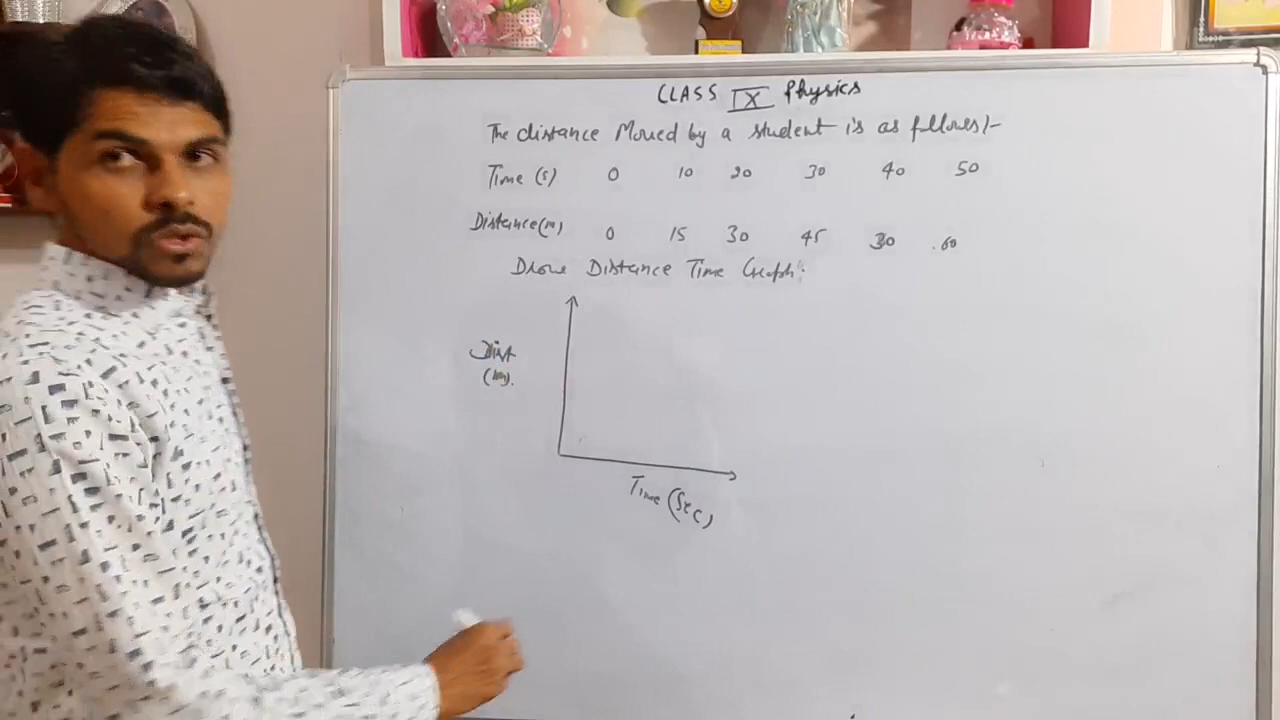 CLASS IX Physics
The distance Moved by a student is as follows:-
Time (s) 0 10 20 30 40 50
Distance(m) 0 15 30 45 30 .60
Drow Distance Time Graph:
Dist
(m).
Time (Sec)